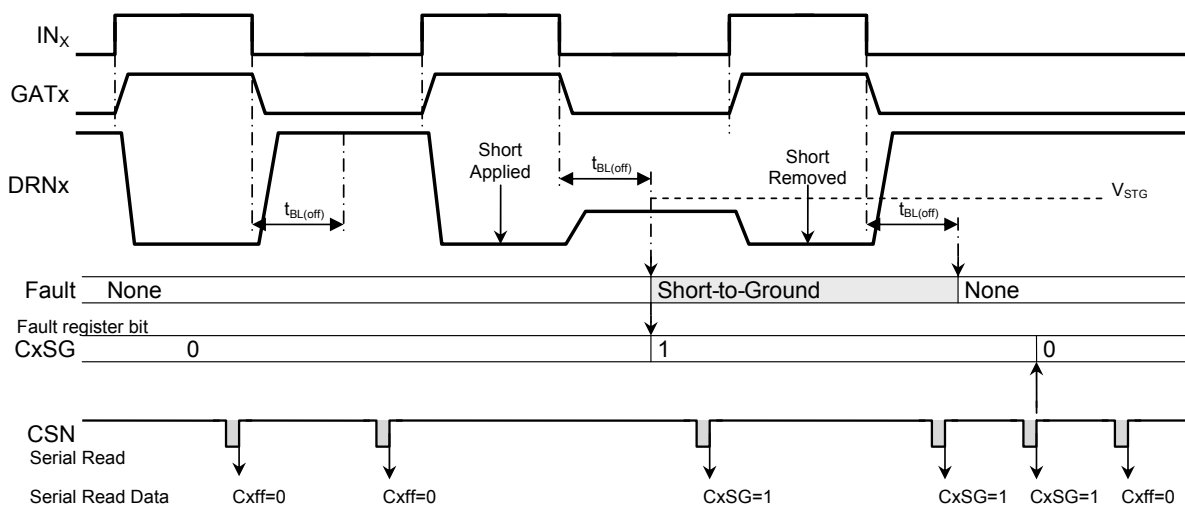 INX
GATx
DRNx
Short
Applied
Short
Removed
tBL(off)
tBL(off)
tBL(off)
VSTG
Fault
None
Short-to-Ground
None
Fault register bit
CxSG
0
1
0
CSN
Serial Read
Serial Read Data
Cxff=0
Cxff=0
CxSG=1
CxSG=1
CxSG=1
Cxff=0